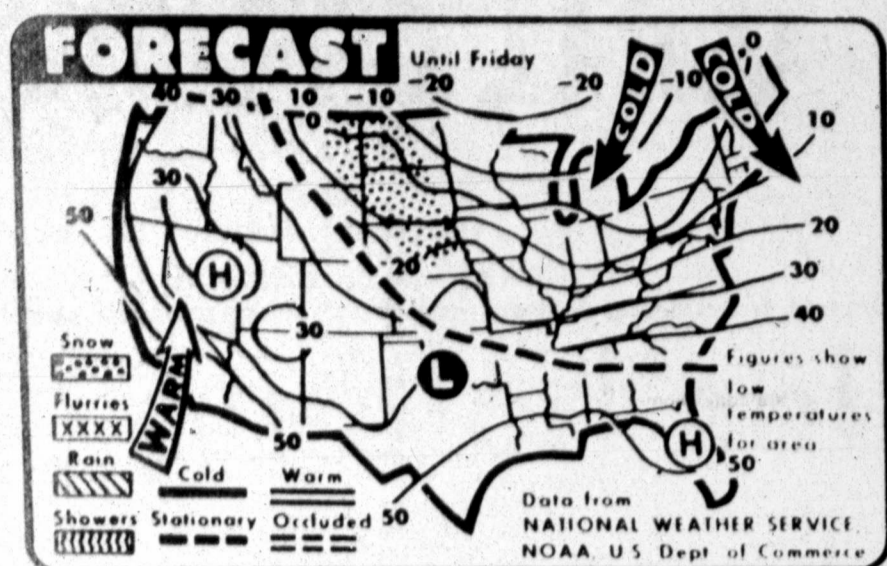 FORECAST
Until Friday
40 30 10 -10 -20 -20 -10 0
0
COLD
COLD
10
30
50
20
20
30
H
30
40
L
WARM
50
H
50
50
Figures show
low
temperatures
for area
Snow
Flurries
XXXX
Rain
Showers
Cold
Warm
Stationary
Occluded
Data from
NATIONAL WEATHER SERVICE,
NOAA, U S Dept of Commerce